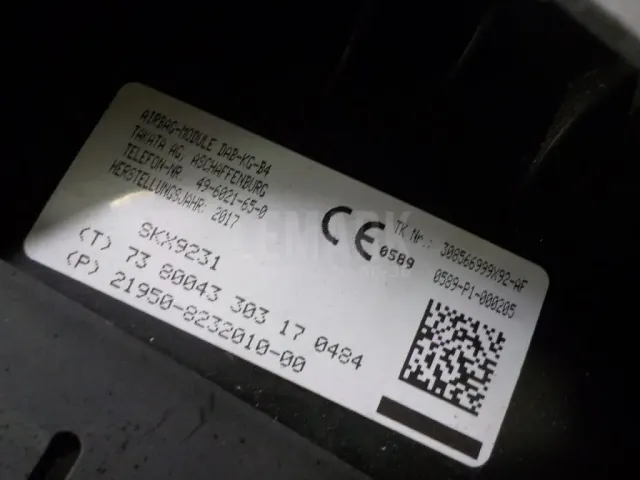 AIRBAG-MODULE DAB-KG-B4
TAKATA AG, ASCHAFFENBURG
TELEFON-NR. 49-6021-65-0
HERSTELLUNGSJAHR: 2017
CE 0589
TK Nr.: 308566999X92-AF
0589-P1-000205
8KX9231
(T) 73 80043 303 17 0484
(P) 21950-8232010-00